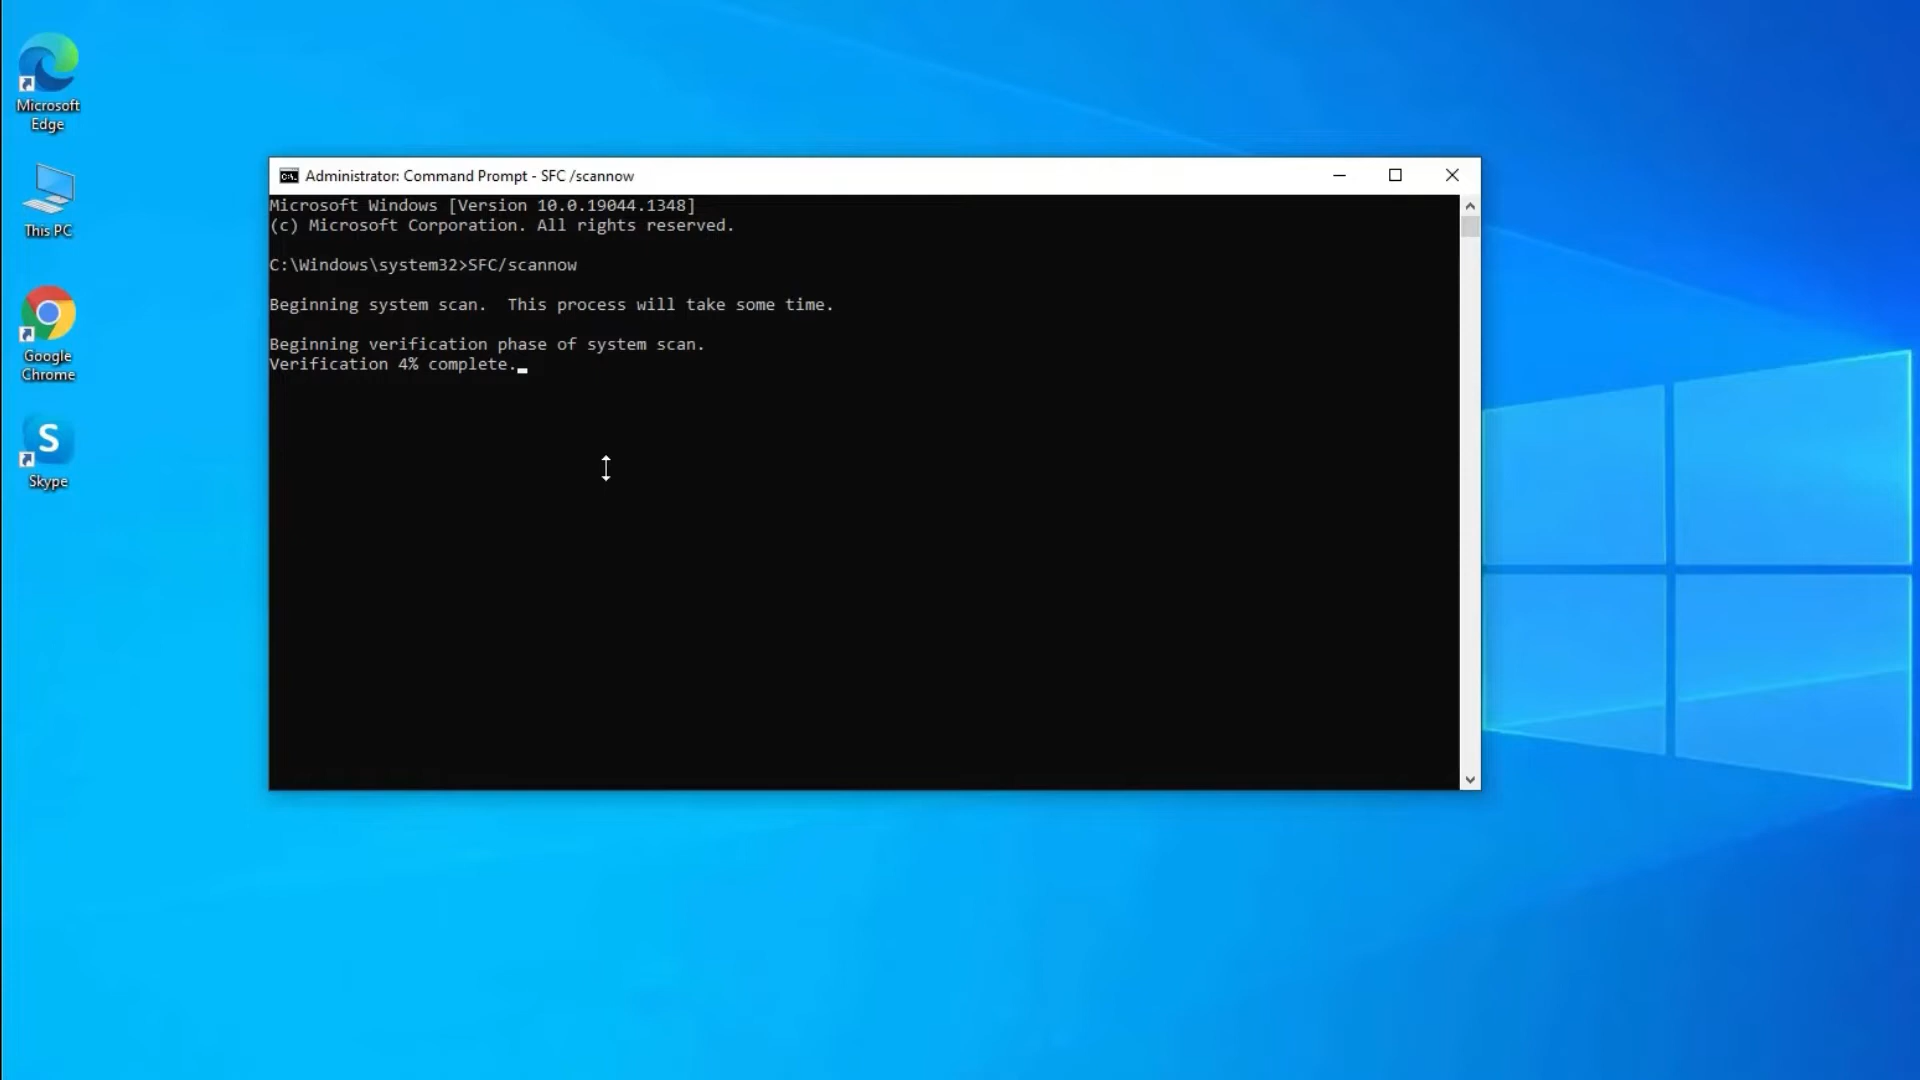 Microsoft
Edge
This PC
Google
Chrome
S
Skype
Administrator: Command Prompt - SFC /scannow
Microsoft Windows [Version 10.0.19044.1348]
(c) Microsoft Corporation. All rights reserved.
C:\Windows\system32>SFC/scannow
Beginning system scan.  This process will take some time.
Beginning verification phase of system scan.
Verification 4% complete.